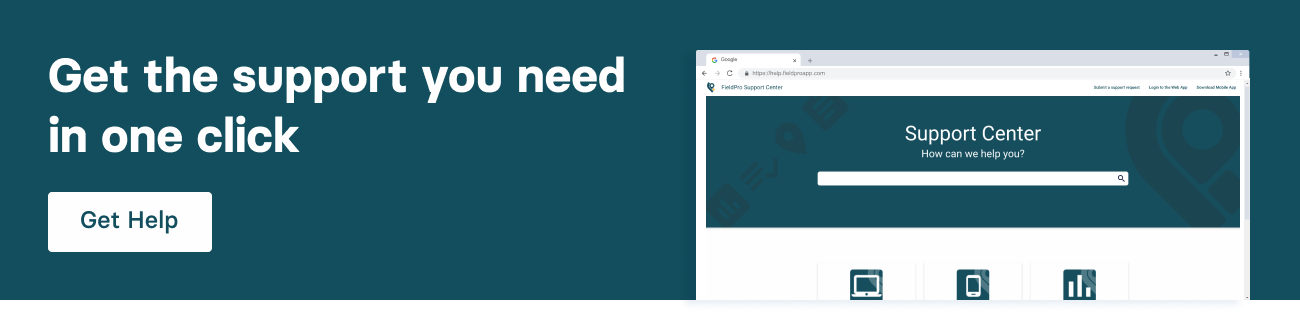 Get the support you need
in one click
Get Help
Google
https://help.fieldproapp.com
FieldPro Support Center
Submit a support request
Login to the Web App
Download Mobile App
Support Center
How can we help you?